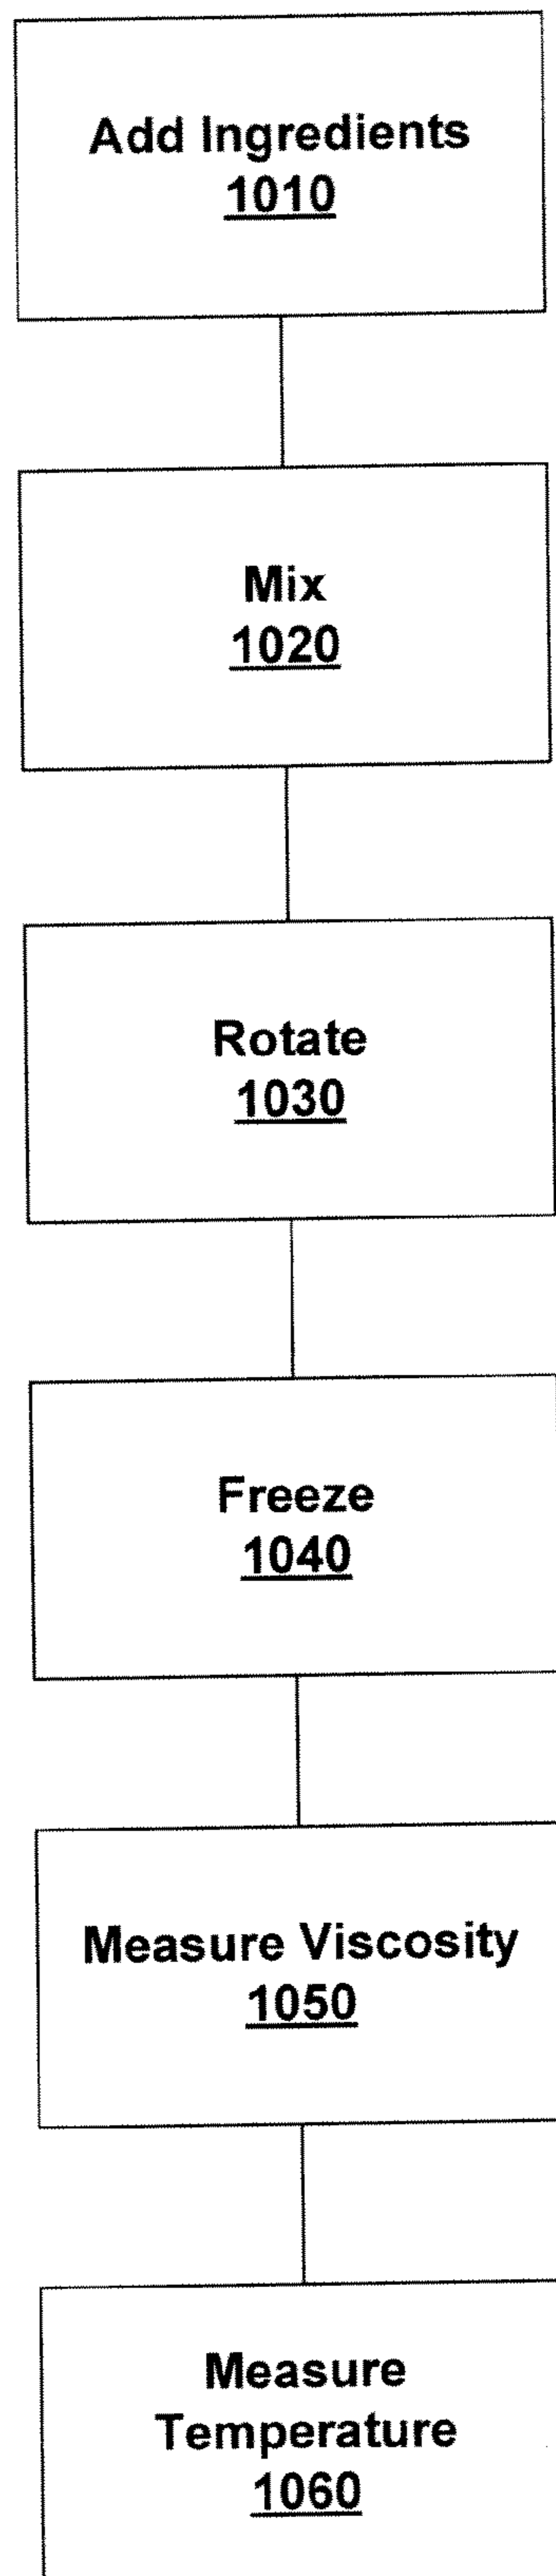 Add Ingredients
1010
Mix
1020
Rotate
1030
Freeze
1040
Measure Viscosity
1050
Measure
Temperature
1060